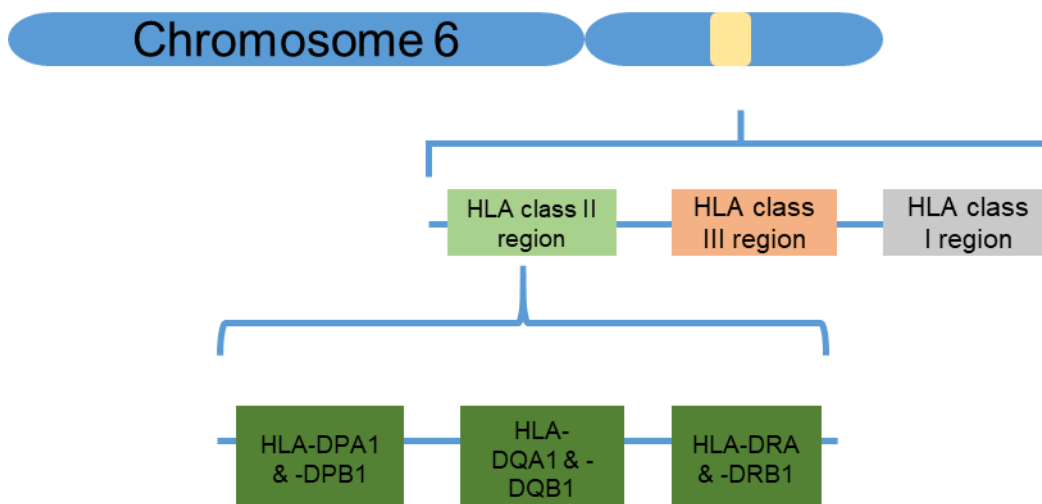 Chromosome 6
HLA class II
region
HLA class
III region
HLA class
I region
HLA-DPA1
& -DPB1
HLA-
DQA1 & -
DQB1
HLA-DRA
& -DRB1